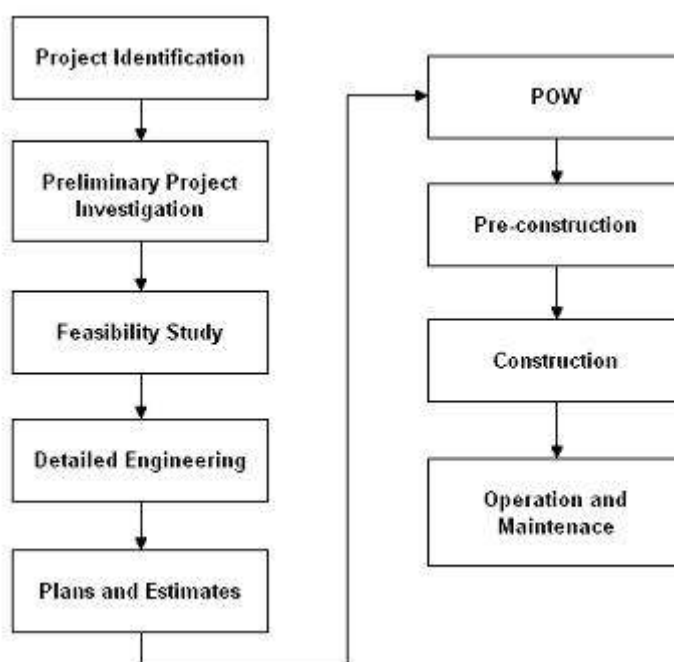 Project Identification
Preliminary Project
Investigation
Feasibility Study
Detailed Engineering
Plans and Estimates
POW
Pre-construction
Construction
Operation and
Maintenace